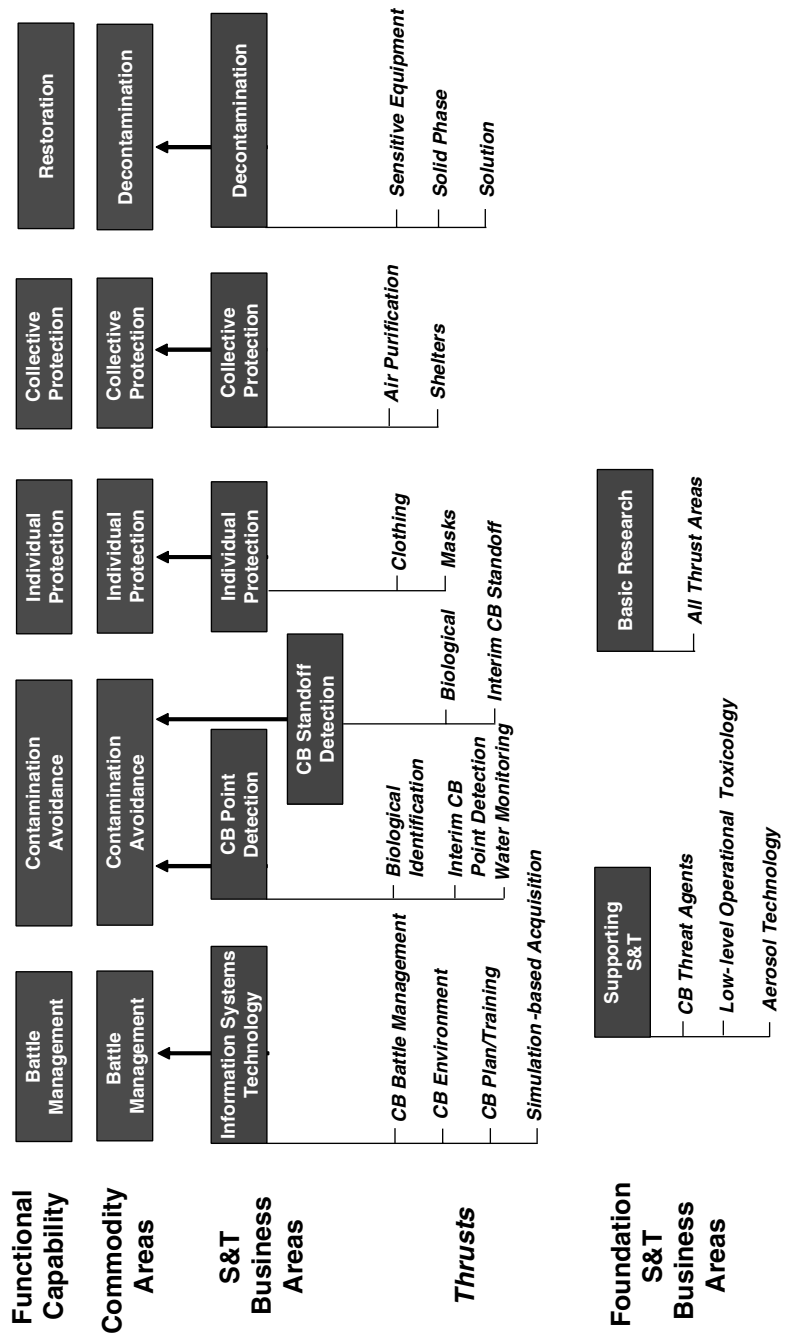 Functional
Capability
Battle
Management
Contamination
Avoidance
Individual
Protection
Collective
Protection
Restoration
Commodity
Areas
Battle
Management
Contamination
Avoidance
Individual
Protection
Collective
Protection
Decontamination
S&T
Business
Areas
Information Systems
Technology
CB Point
Detection
CB Standoff
Detection
Individual
Protection
Collective
Protection
Decontamination
Thrusts
CB Battle Management
CB Environment
CB Plan/Training
Simulation-based Acquisition
Biological
Identification
Interim CB
Point Detection
Water Monitoring
Biological
Interim CB Standoff
Clothing
Masks
Air Purification
Shelters
Sensitive Equipment
Solid Phase
Solution
Foundation
S&T
Business
Areas
Supporting
S&T
CB Threat Agents
Low-level Operational Toxicology
Aerosol Technology
Basic Research
All Thrust Areas